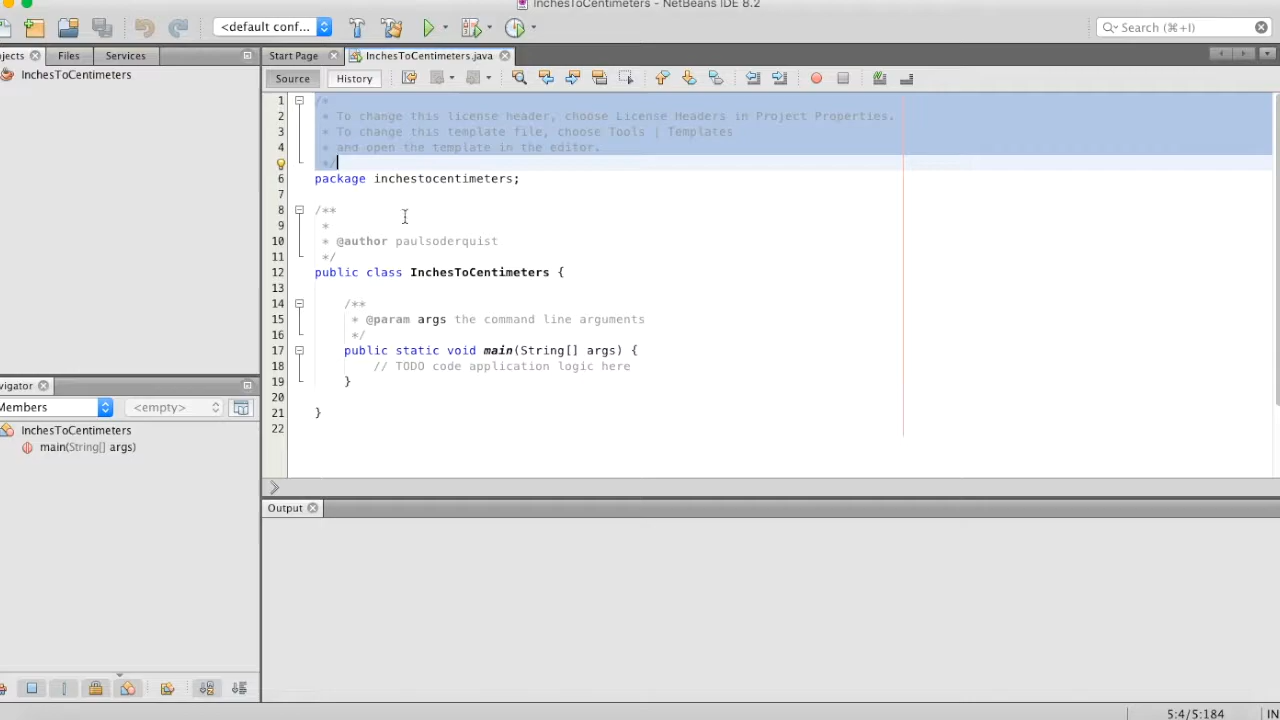 InchesToCentimeters - NetBeans IDE 8.2
<default conf...
Search (⌘+I)
Files
Services
Start Page
InchesToCentimeters.java
InchesToCentimeters
Source
History
1 /*
2 * To change this license header, choose License Headers in Project Properties.
3 * To change this template file, choose Tools | Templates
4 * and open the template in the editor.
*/
6 package inchestocentimeters;
7
8 /**
9 *
10 * @author paulsoderquist
11 */
12 public class InchesToCentimeters {
13
14 /**
15 * @param args the command line arguments
16 */
17 public static void main(String[] args) {
18 // TODO code application logic here
19 }
20
21 }
22
Members
<empty>
InchesToCentimeters
main(String[] args)
Output
5:4/5:184